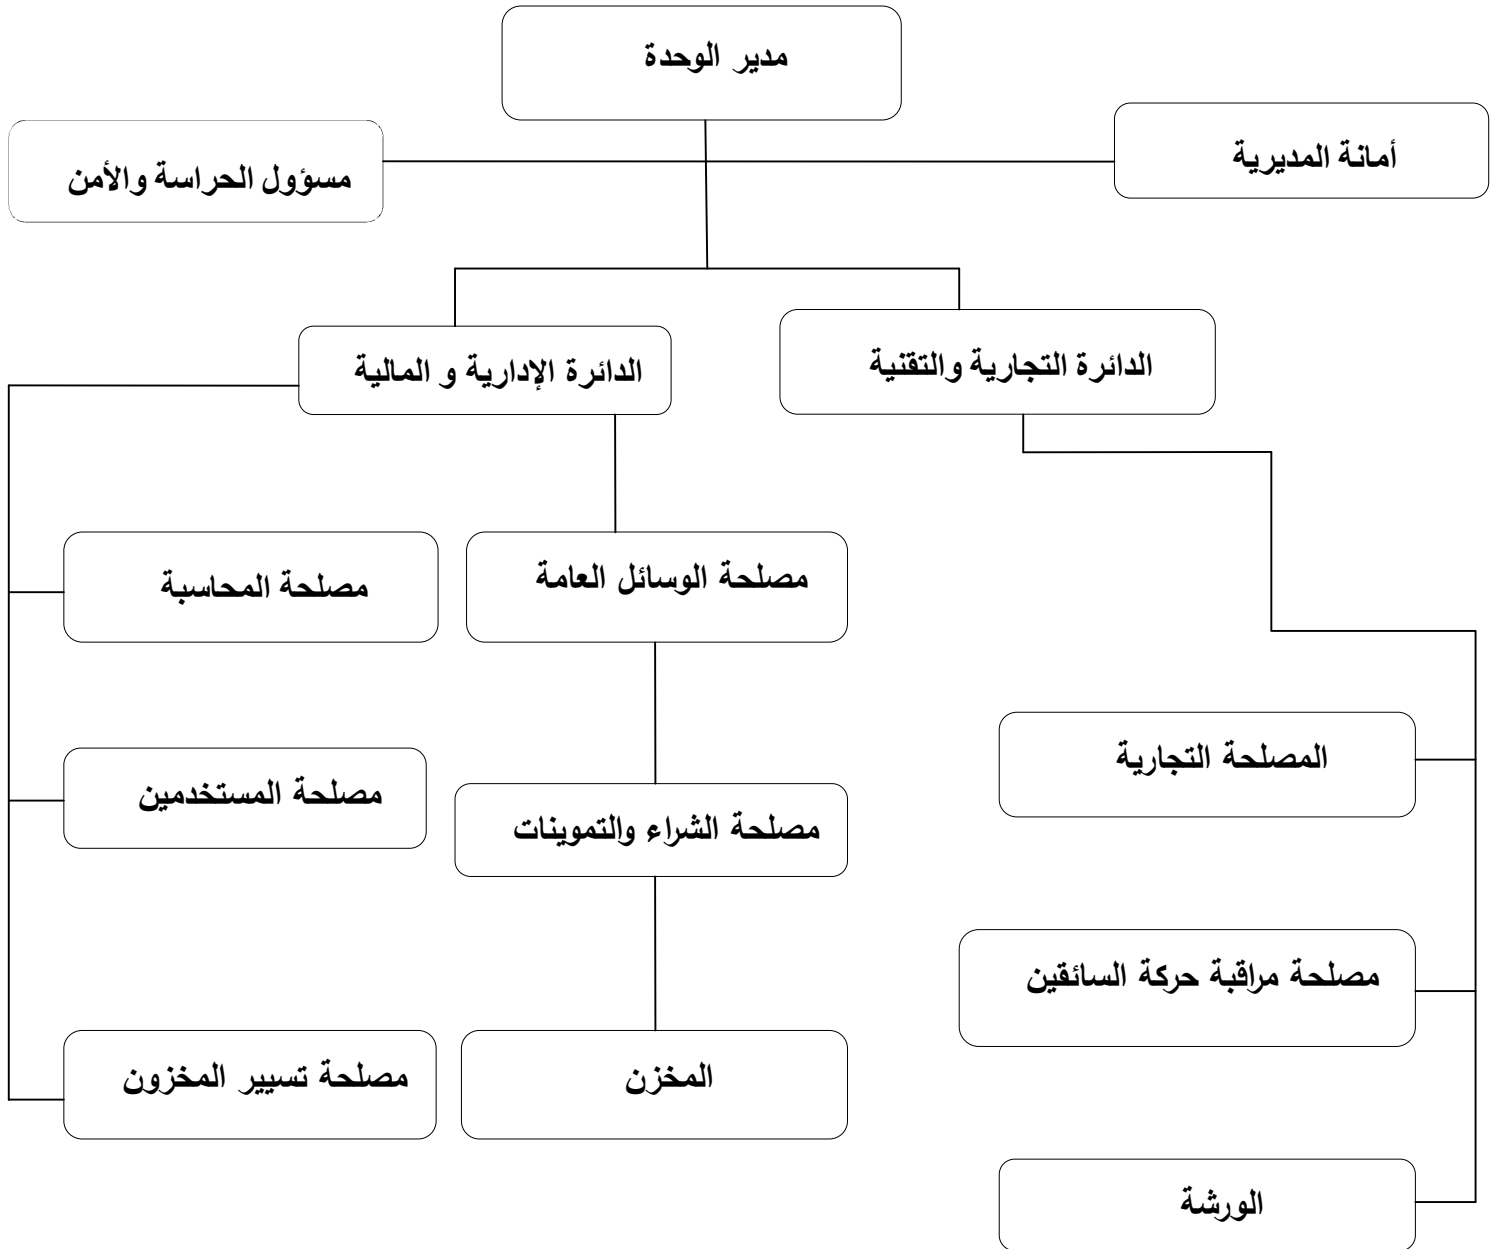 مدير الوحدة
أمانة المديرية
مسؤول الحراسة والأمن
الدائرة التجارية والتقنية
الدائرة الإدارية و المالية
مصلحة الوسائل العامة
مصلحة المحاسبة
المصلحة التجارية
مصلحة الشراء والتموينات
مصلحة المستخدمين
مصلحة مراقبة حركة السائقين
المخزن
مصلحة تسيير المخزون
الورشة